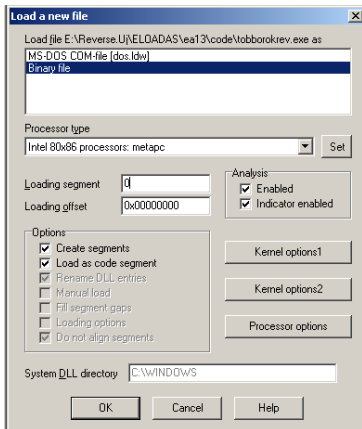 Load a new file
Load file E:\Reverse.Uj\ELOADAS\ea13\code\tobborokrev.exe as
MS-DOS COM-file [dos.ldw]
Binary file
Processor type
Intel 80x86 processors: metapc
Set
Loading segment 0
Loading offset 0x00000000
Analysis
Enabled
Indicator enabled
Options
Create segments
Load as code segment
Rename DLL entries
Manual load
Fill segment gaps
Loading options
Do not align segments
Kernel options1
Kernel options2
Processor options
System DLL directory C:\WINDOWS
OK Cancel Help